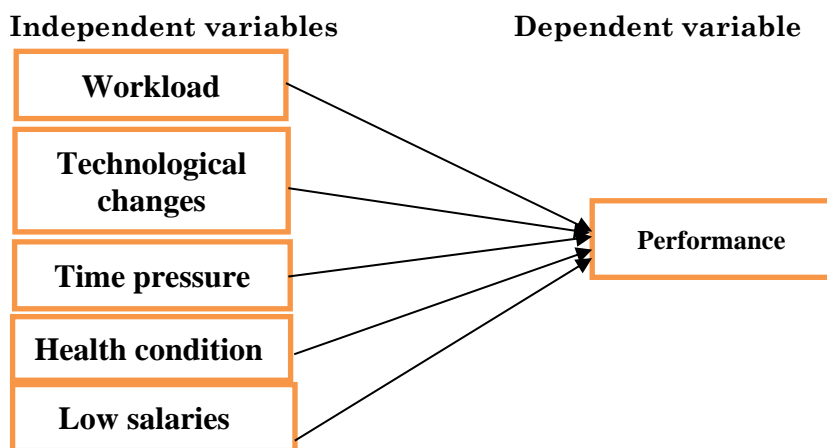 Independent variables
Dependent variable
Workload
Technological
changes
Time pressure
Health condition
Low salaries
Performance